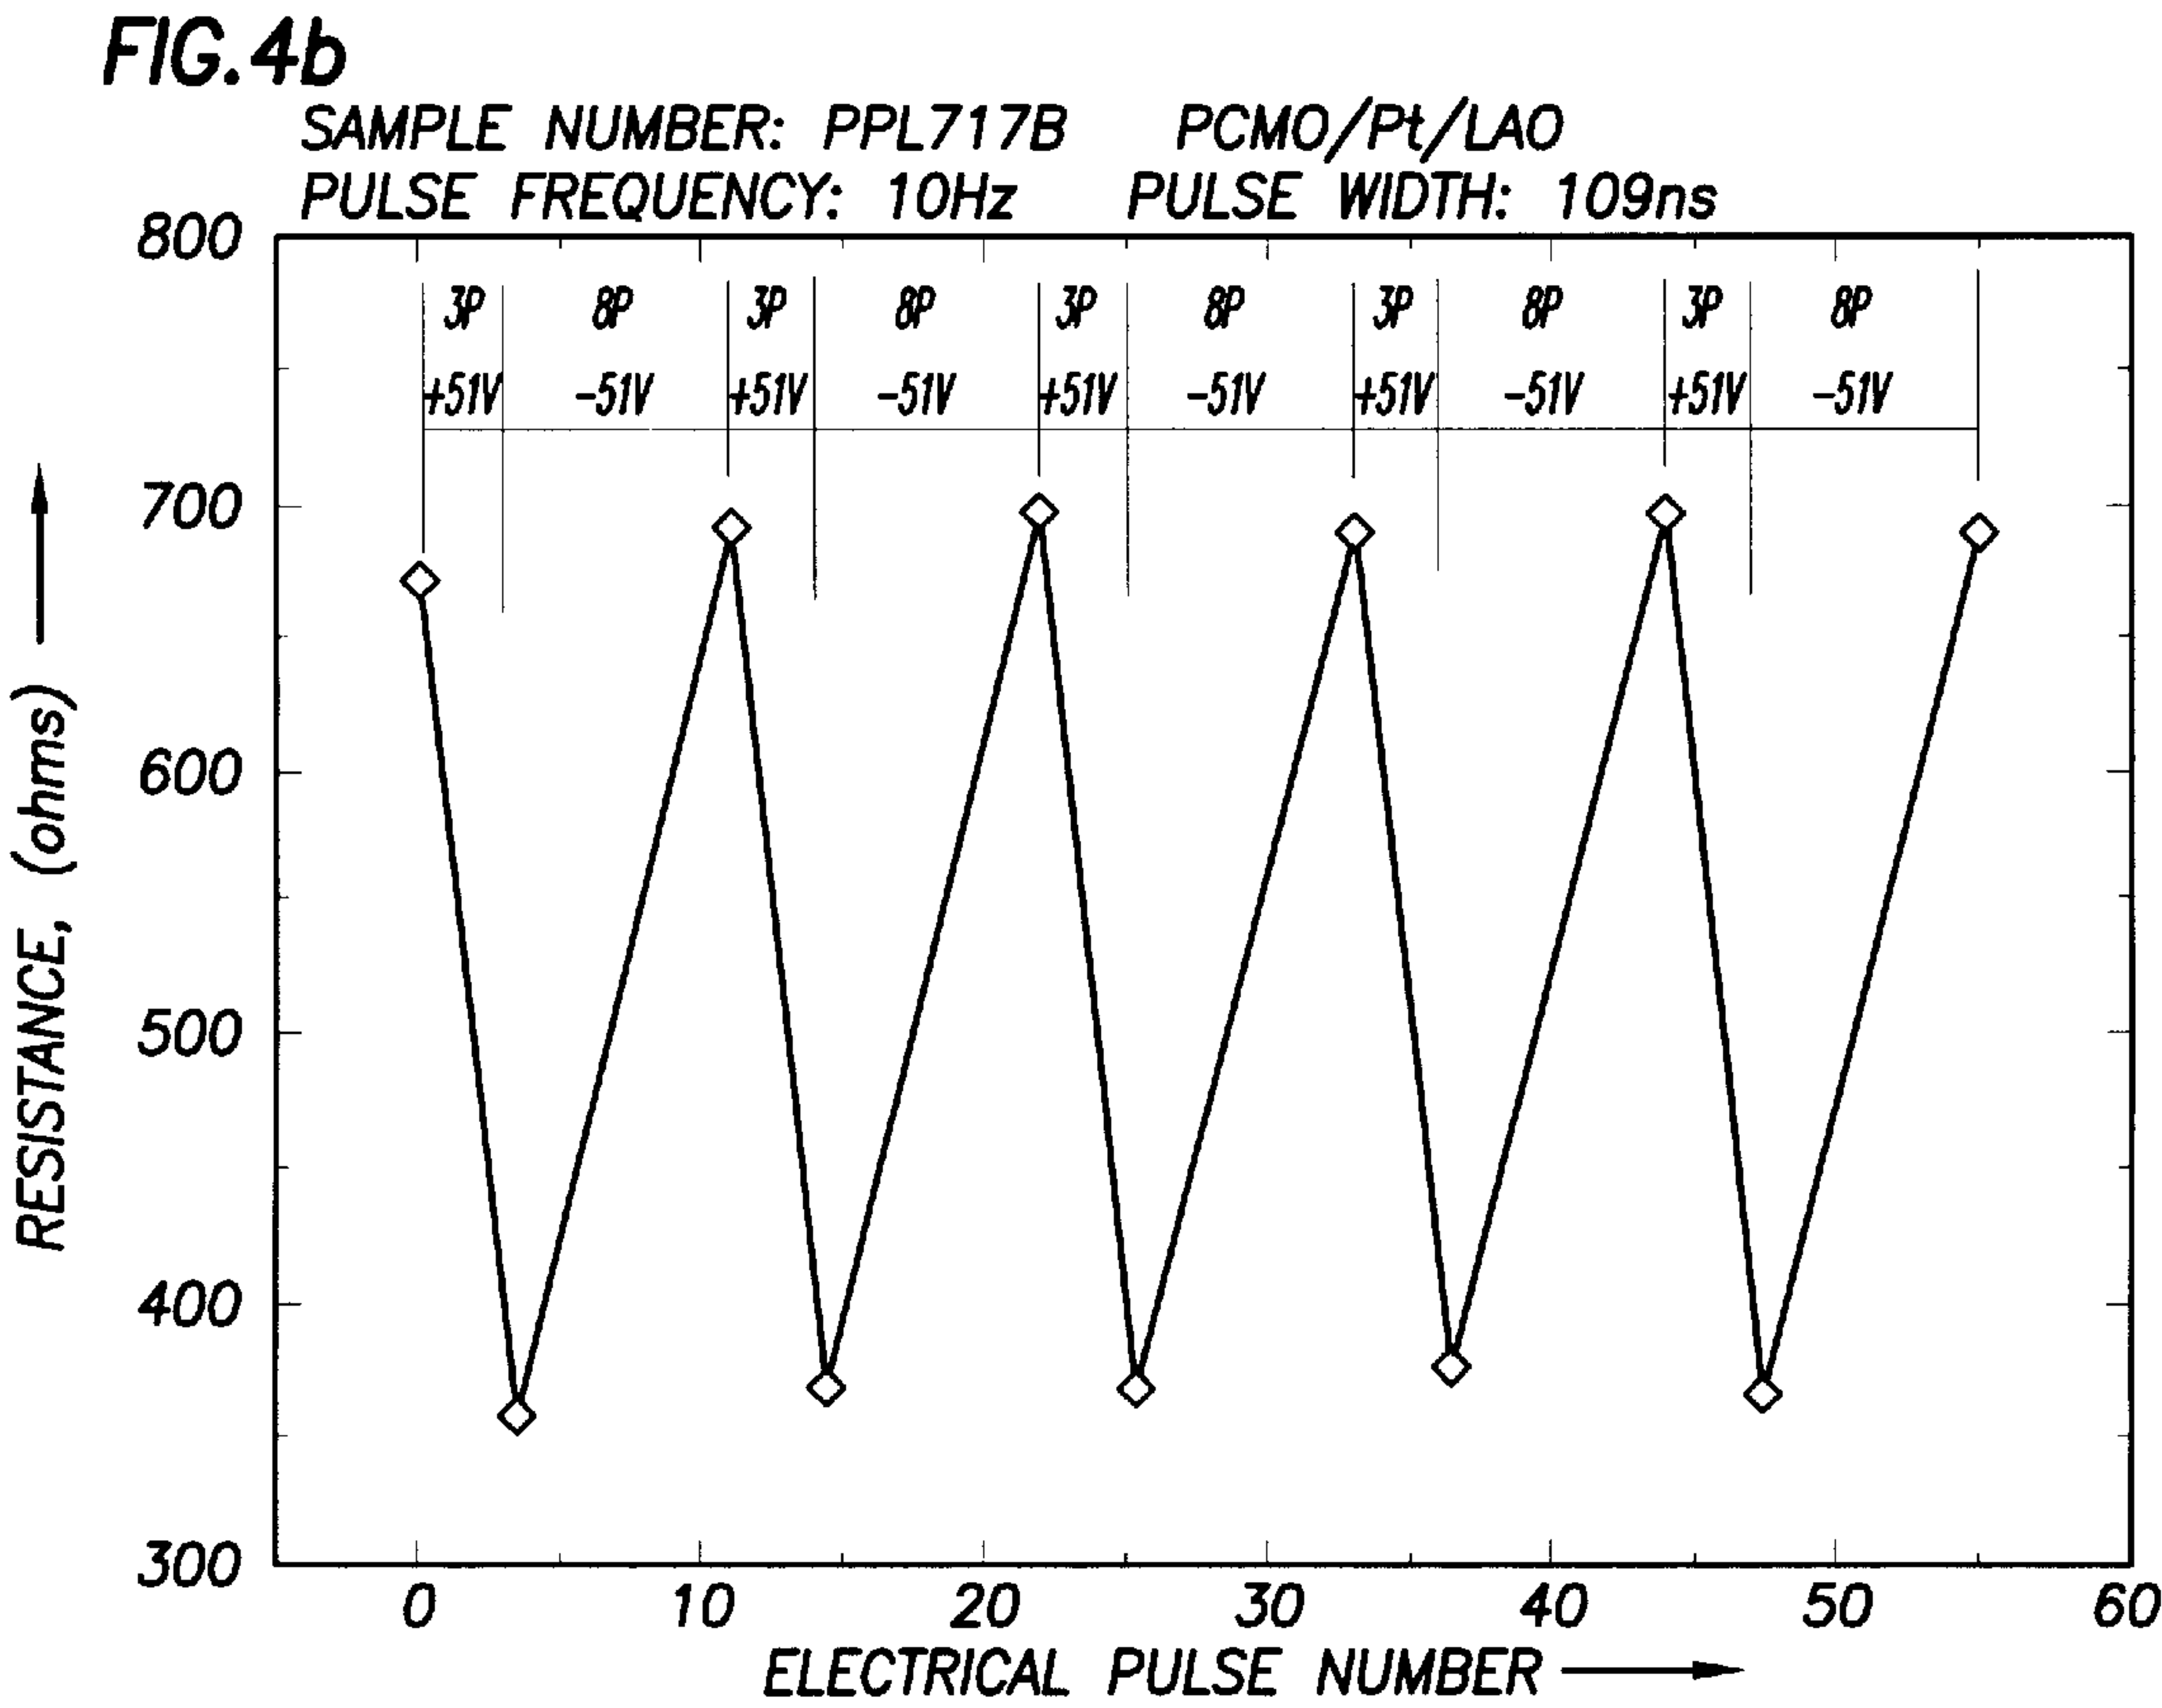 FIG.4b
SAMPLE NUMBER: PPL717B PCMO/Pt/LAO
PULSE FREQUENCY: 10Hz PULSE WIDTH: 109ns
800
700
600
500
400
300
RESISTANCE, (ohms)
3P 8P 3P 8P 3P 8P 3P 8P 3P 8P
+51V -51V +51V -51V +51V -51V +51V -51V +51V -51V
0 10 20 30 40 50 60
ELECTRICAL PULSE NUMBER